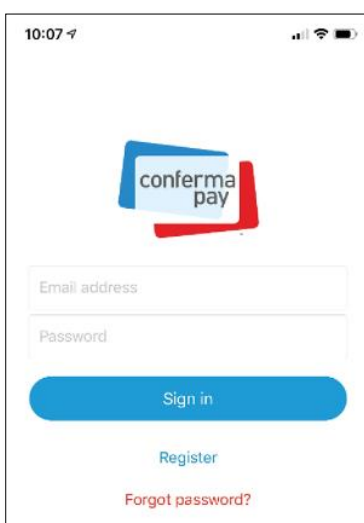 10:07
conferma
pay
Email address
Password
Sign in
Register
Forgot password?